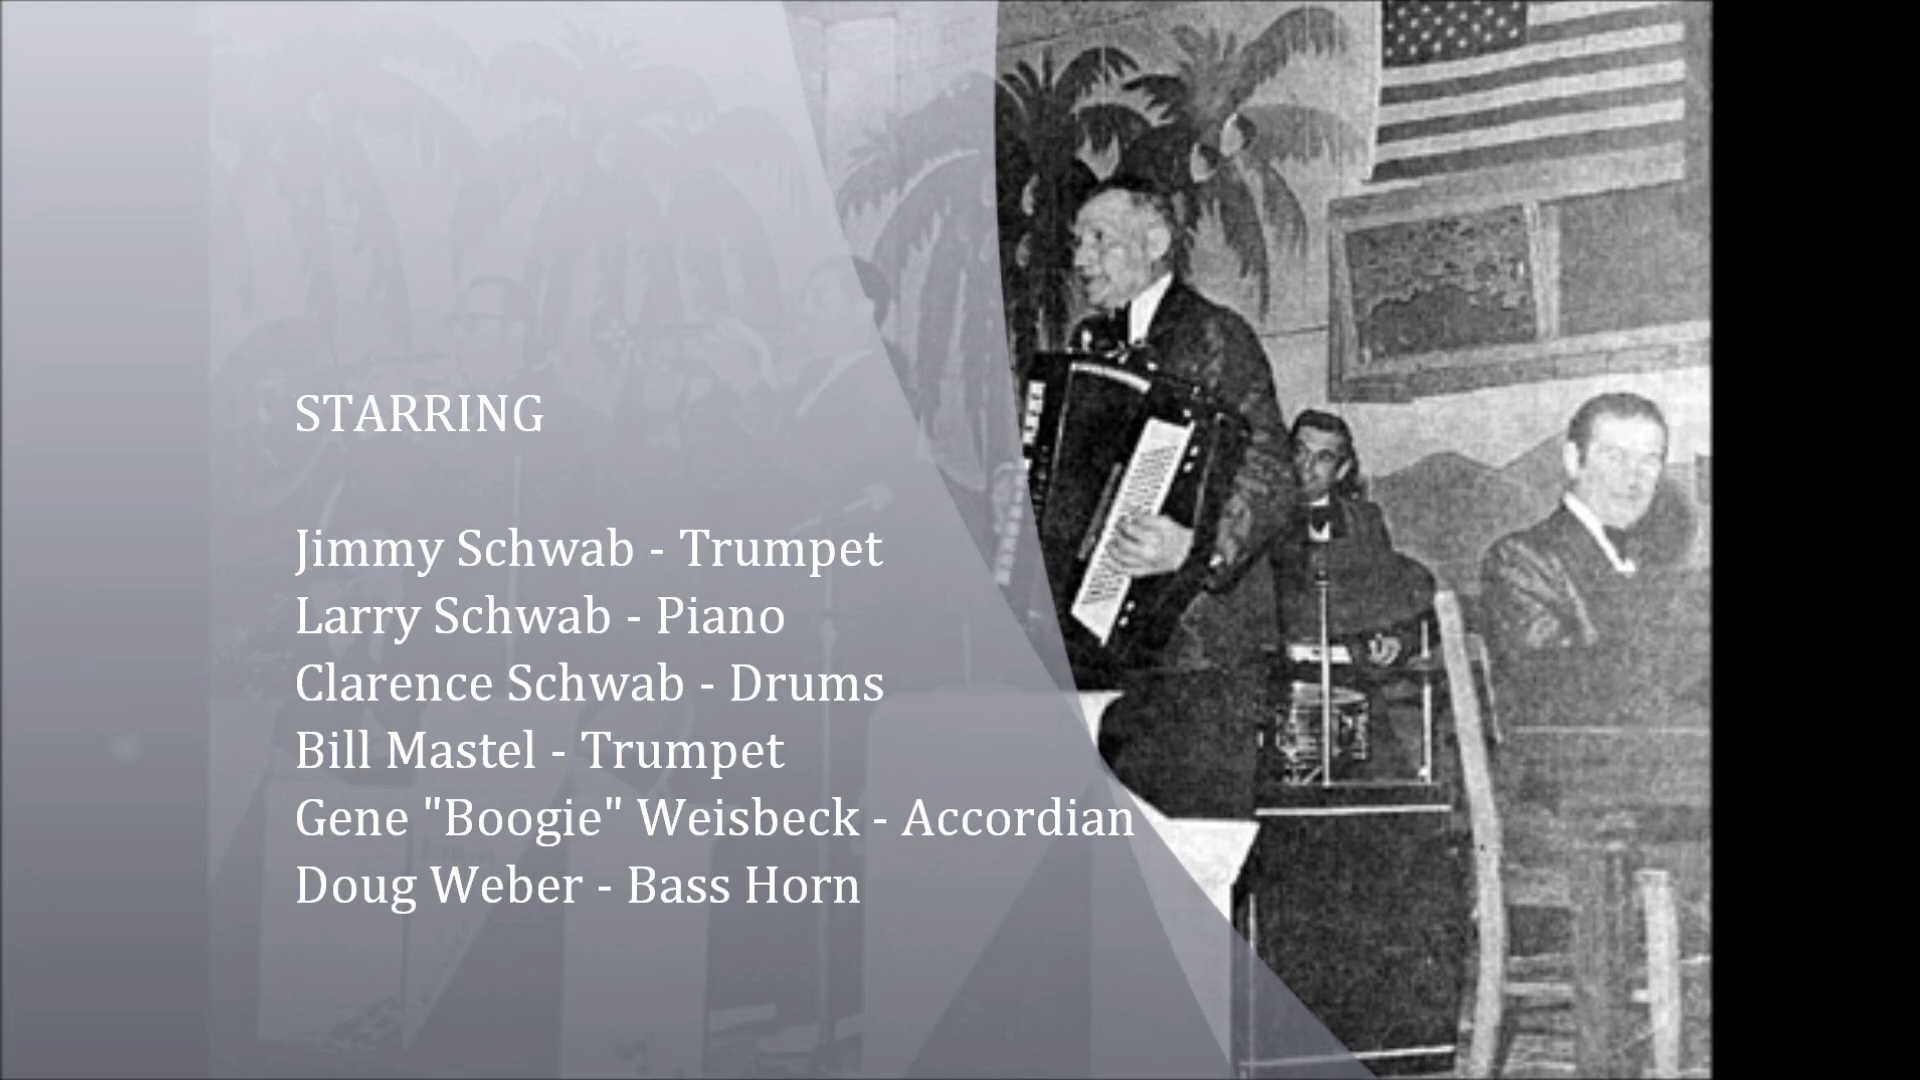 STARRING
Jimmy Schwab - Trumpet
Larry Schwab - Piano
Clarence Schwab - Drums
Bill Mastel - Trumpet
Gene "Boogie" Weisbeck - Accordian
Doug Weber - Bass Horn